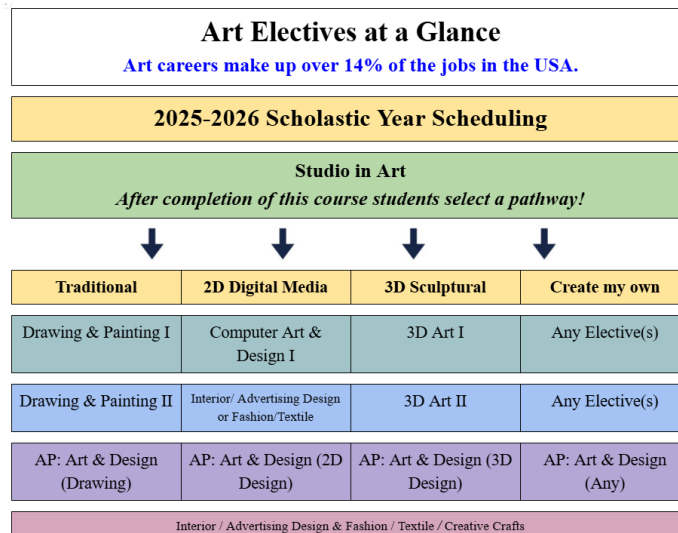 Art Electives at a Glance
Art careers make up over 14% of the jobs in the USA.
2025-2026 Scholastic Year Scheduling
Studio in Art
After completion of this course students select a pathway!
Traditional
2D Digital Media
3D Sculptural
Create my own
Drawing & Painting I
Computer Art &
Design I
3D Art I
Any Elective(s)
Drawing & Painting II
Interior/ Advertising Design
or Fashion/Textile
3D Art II
Any Elective(s)
AP: Art & Design
(Drawing)
AP: Art & Design (2D
Design)
AP: Art & Design (3D
Design)
AP: Art & Design
(Any)
Interior / Advertising Design & Fashion / Textile / Creative Crafts